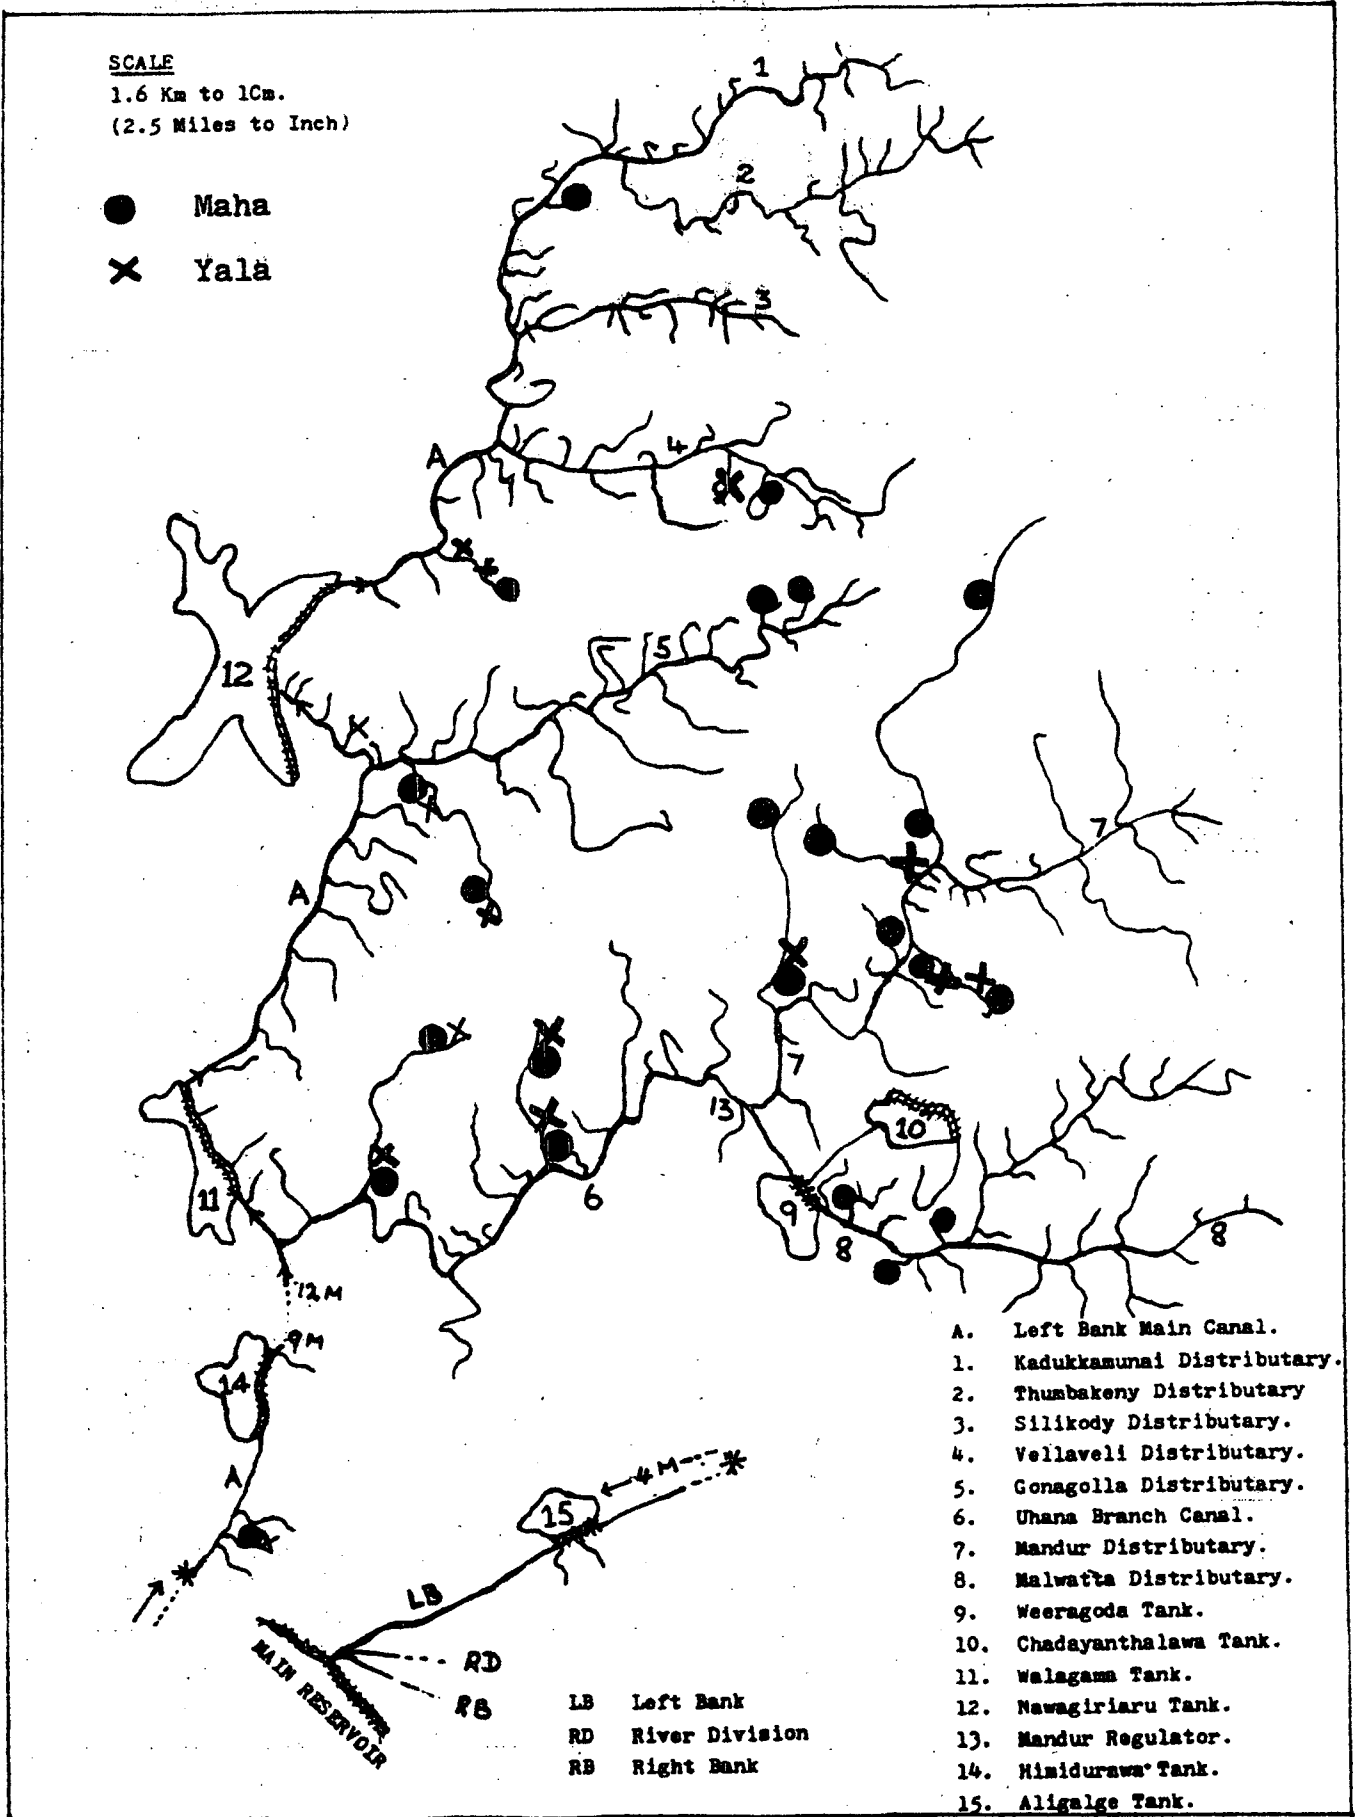 SCALE
1.6 Km to 1Cm.
(2.5 Miles to Inch)
Maha
Yala
1
2
3
A
4
12
5
7
A
7
13
10
11
6
9
8
8
12M
9M
14
A
4 M
15
LB
RD
RB
MAIN RESERVOIR
LB Left Bank
RD River Division
RB Right Bank
A. Left Bank Main Canal.
1. Kadukkamunai Distributary.
2. Thumbakeny Distributary
3. Silikody Distributary.
4. Vellaveli Distributary.
5. Gonagolla Distributary.
6. Uhana Branch Canal.
7. Mandur Distributary.
8. Malwatta Distributary.
9. Weeragoda Tank.
10. Chadayanthalawa Tank.
11. Walagama Tank.
12. Nawagiriaru Tank.
13. Mandur Regulator.
14. Himidurawa Tank.
15. Aligalge Tank.